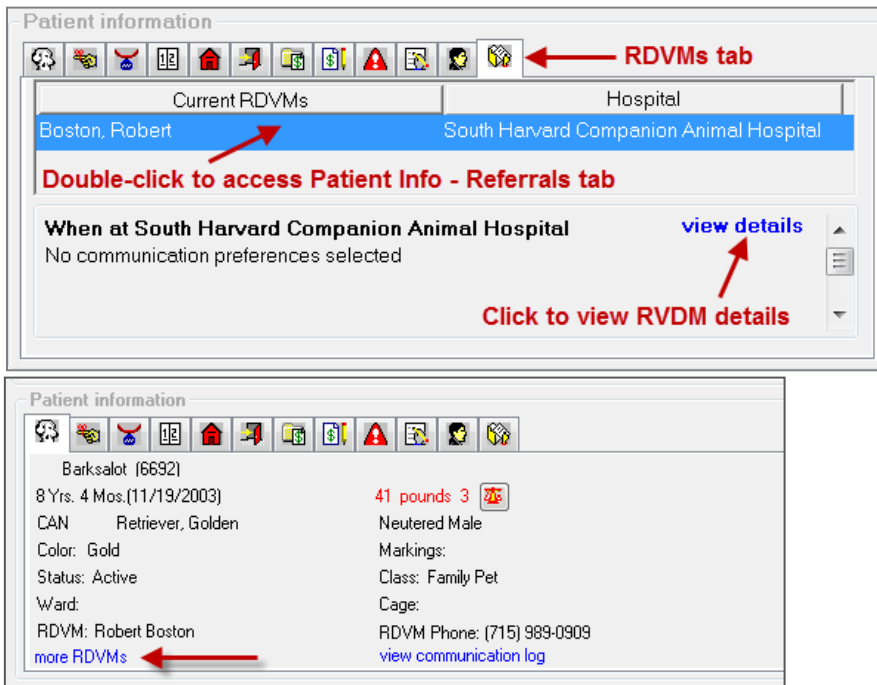 Patient information
RDVMs tab
Current RDVMs Hospital
Boston, Robert South Harvard Companion Animal Hospital
Double-click to access Patient Info - Referrals tab
When at South Harvard Companion Animal Hospital view details
No communication preferences selected
Click to view RVDM details
Patient information
Barksalot (6692)
8 Yrs. 4 Mos.(11/19/2003) 41 pounds 3
CAN Retriever, Golden Neutered Male
Color: Gold Markings:
Status: Active Class: Family Pet
Ward: Cage:
RDVM: Robert Boston RDVM Phone: (715) 989-0909
more RDVMs view communication log